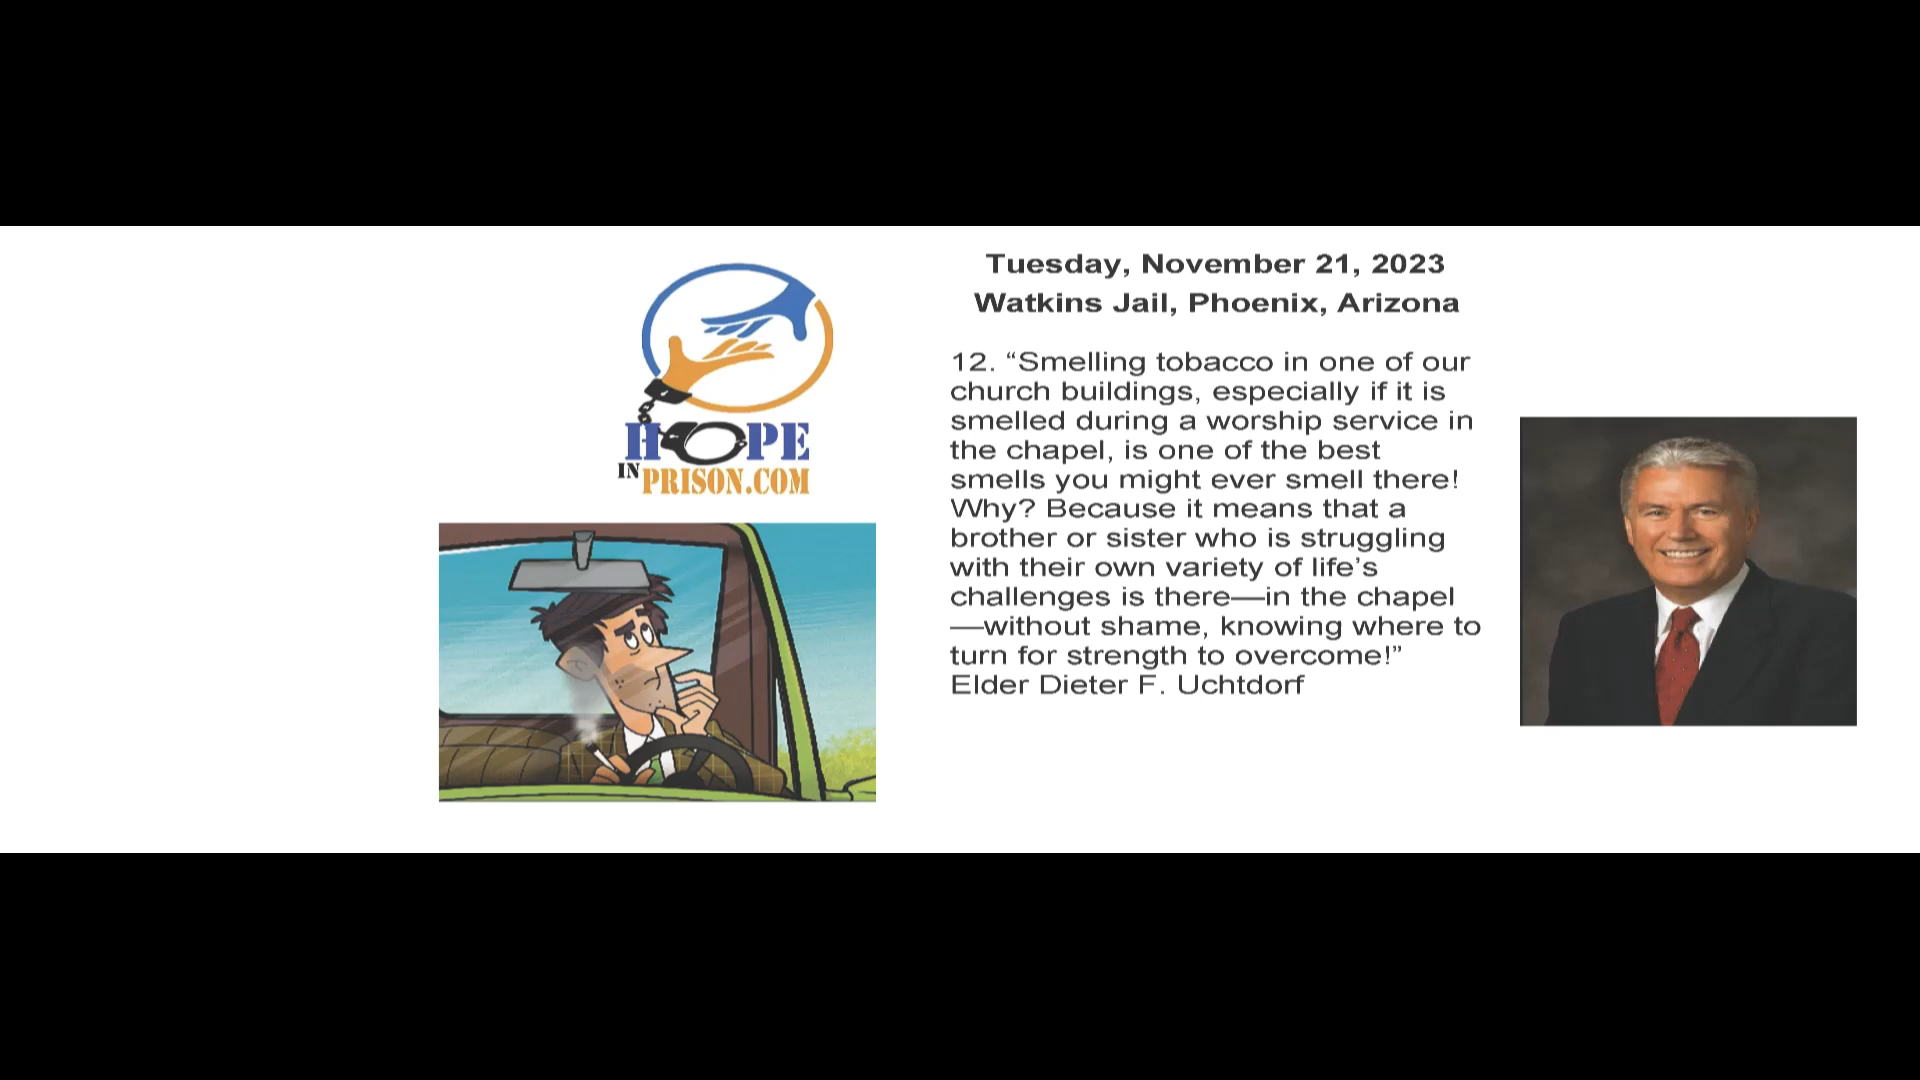 HOPE
IN PRISON.COM
Tuesday, November 21, 2023
Watkins Jail, Phoenix, Arizona
12. “Smelling tobacco in one of our
church buildings, especially if it is
smelled during a worship service in
the chapel, is one of the best
smells you might ever smell there!
Why? Because it means that a
brother or sister who is struggling
with their own variety of life’s
challenges is there—in the chapel
—without shame, knowing where to
turn for strength to overcome!”
Elder Dieter F. Uchtdorf